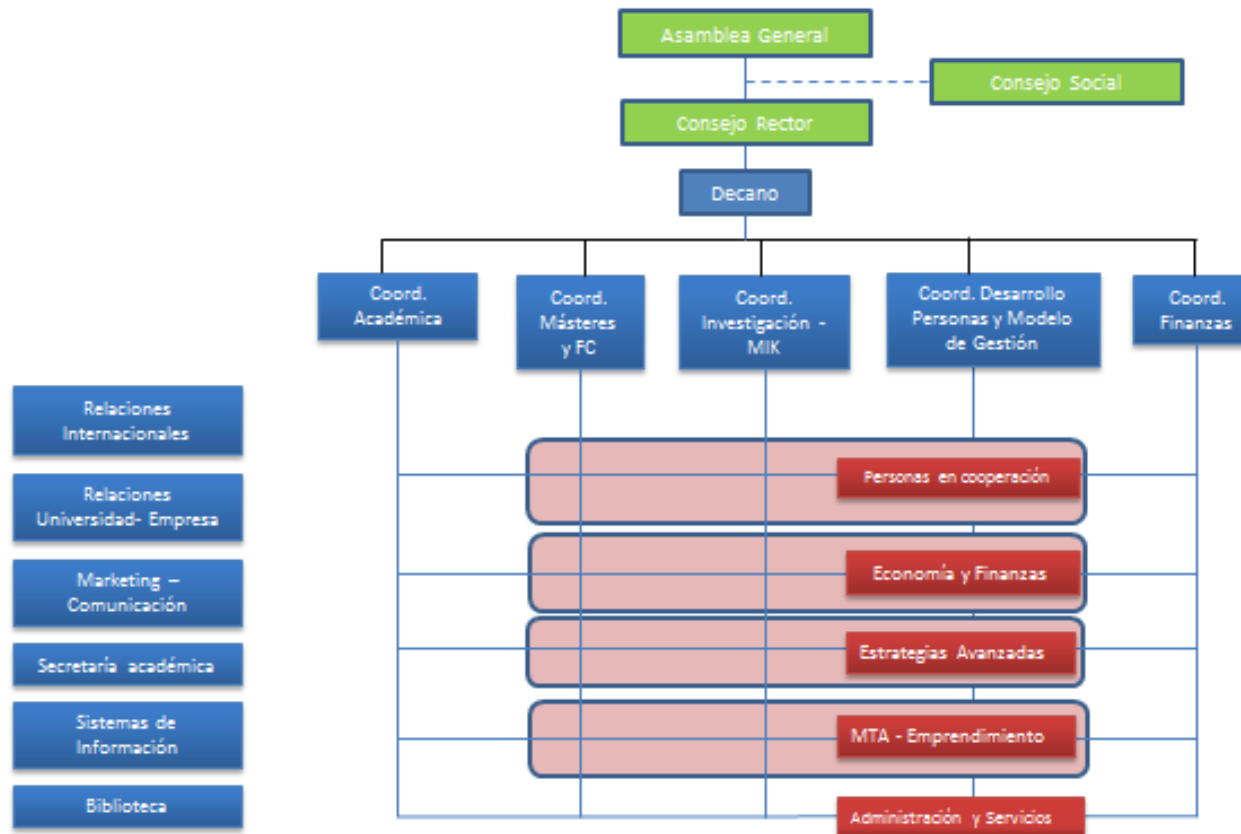 Asamblea General
Consejo Social
Consejo Rector
Decano
Coord.
Académica
Coord.
Másteres
y FC
Coord.
Investigación -
MIK
Coord. Desarrollo
Personas y Modelo
de Gestión
Coord.
Finanzas
Relaciones
Internacionales
Relaciones
Universidad- Empresa
Marketing –
Comunicación
Secretaría académica
Sistemas de
Información
Biblioteca
Personas en cooperación
Economía y Finanzas
Estrategias Avanzadas
MTA - Emprendimiento
Administración y Servicios